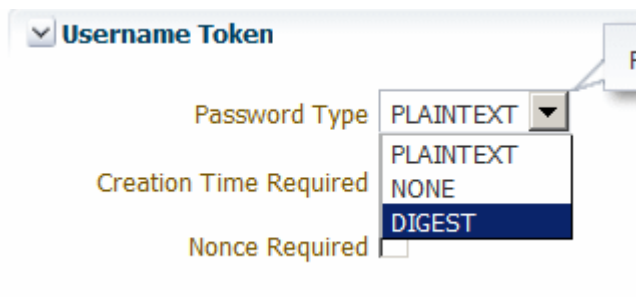 Username Token
Password Type PLAINTEXT
PLAINTEXT
Creation Time Required
NONE
DIGEST
Nonce Required